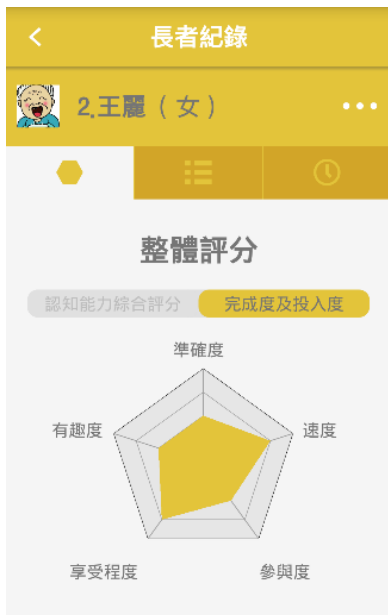 長者紀錄
2.王麗（女）
整體評分
認知能力綜合評分 完成度及投入度
準確度
有趣度 速度
享受程度 參與度